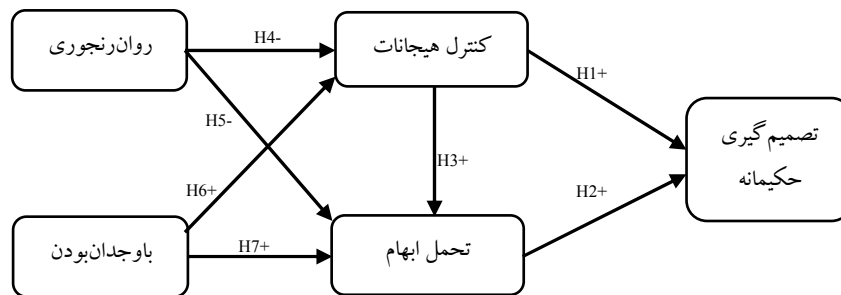 روان‌رنجوری
H4-
کنترل هیجانات
H1+
H5-
H3+
تصمیم‌گیری
حکیمانه
H6+
H2+
باوجدان‌بودن
H7+
تحمل ابهام